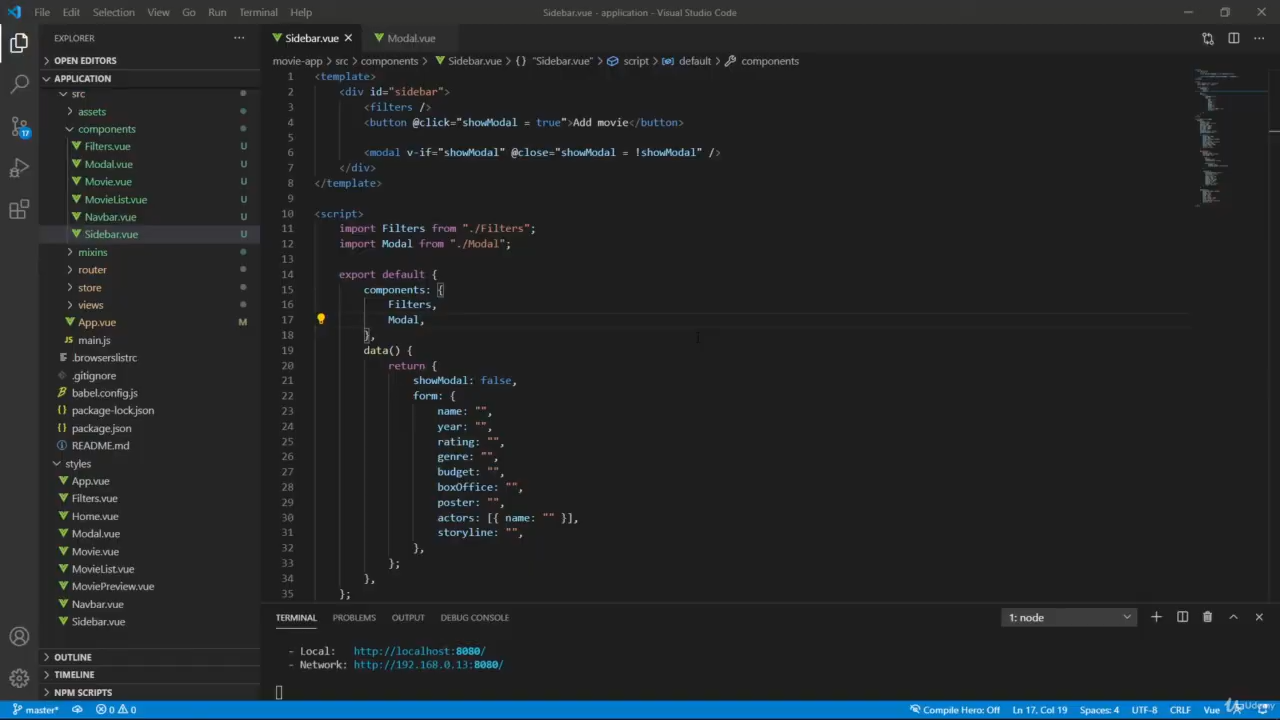 File Edit Selection View Go Run Terminal Help Sidebar.vue - application - Visual Studio Code
EXPLORER ···
OPEN EDITORS
APPLICATION
src
assets
components
Filters.vue U
Modal.vue U
Movie.vue U
MovieList.vue U
Navbar.vue U
Sidebar.vue U
mixins
router
store
views
App.vue M
JS main.js
.browserslistrc
.gitignore
babel.config.js
{} package-lock.json
{} package.json
README.md
styles
App.vue
Filters.vue
Home.vue
Modal.vue
Movie.vue
MovieList.vue
MoviePreview.vue
Navbar.vue
Sidebar.vue
OUTLINE
TIMELINE
NPM SCRIPTS
17
Sidebar.vue Modal.vue
movie-app > src > components > Sidebar.vue > {} "Sidebar.vue" > script > default > components
1 <template>
2 <div id="sidebar">
3 <filters />
4 <button @click="showModal = true">Add movie</button>
5
6 <modal v-if="showModal" @close="showModal = !showModal" />
7 </div>
8 </template>
9
10 <script>
11 import Filters from "./Filters";
12 import Modal from "./Modal";
13
14 export default {
15 components: {
16 Filters,
17 Modal,
18 },
19 data() {
20 return {
21 showModal: false,
22 form: {
23 name: "",
24 year: "",
25 rating: "",
26 genre: "",
27 budget: "",
28 boxOffice: "",
29 poster: "",
30 actors: [{ name: "" }],
31 storyline: "",
32 },
33 };
34 },
35 };
TERMINAL PROBLEMS OUTPUT DEBUG CONSOLE 1: node
- Local: http://localhost:8080/
- Network: http://192.168.0.13:8080/
master* 0 0 Compile Hero: Off Ln 17, Col 19 Spaces: 4 UTF-8 CRLF Vue
Udemy